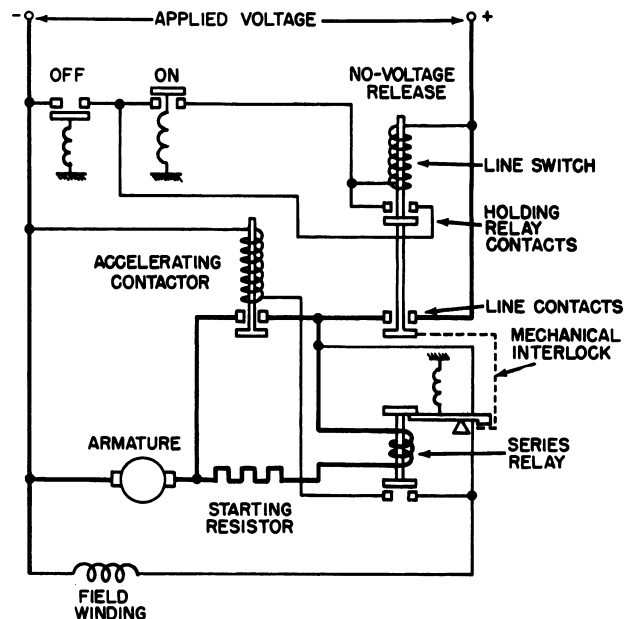 - APPLIED VOLTAGE +
OFF
ON
NO-VOLTAGE
RELEASE
LINE SWITCH
HOLDING
RELAY
CONTACTS
ACCELERATING
CONTACTOR
LINE CONTACTS
MECHANICAL
INTERLOCK
ARMATURE
SERIES
RELAY
STARTING
RESISTOR
FIELD
WINDING